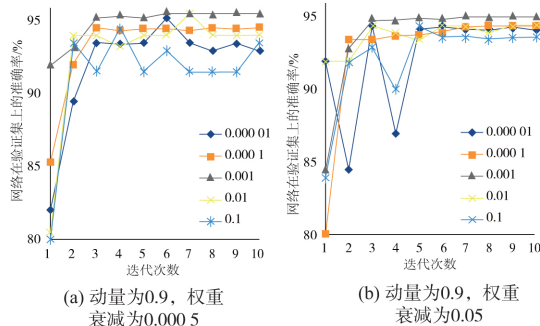 网络在验证集上的准确率/%
95
90
85
80
1 2 3 4 5 6 7 8 9 10
迭代次数
0.000 01
0.000 1
0.001
0.01
0.1
(a) 动量为0.9，权重
衰减为0.000 5
网络在验证集上的准确率/%
95
90
85
80
1 2 3 4 5 6 7 8 9 10
迭代次数
0.000 01
0.000 1
0.001
0.01
0.1
(b) 动量为0.9，权重
衰减为0.05